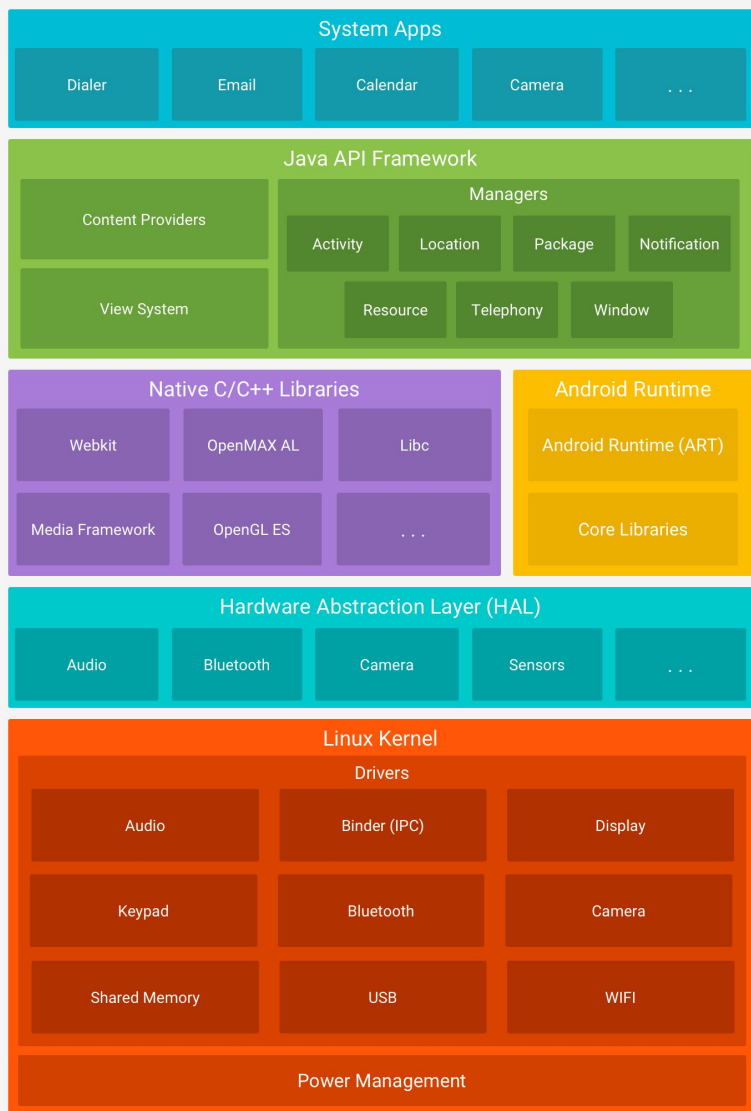 System Apps
Dialer
Email
Calendar
Camera
. . .
Java API Framework
Content Providers
View System
Managers
Activity
Location
Package
Notification
Resource
Telephony
Window
Native C/C++ Libraries
Webkit
OpenMAX AL
Libc
Media Framework
OpenGL ES
. . .
Android Runtime
Android Runtime (ART)
Core Libraries
Hardware Abstraction Layer (HAL)
Audio
Bluetooth
Camera
Sensors
. . .
Linux Kernel
Drivers
Audio
Binder (IPC)
Display
Keypad
Bluetooth
Camera
Shared Memory
USB
WIFI
Power Management